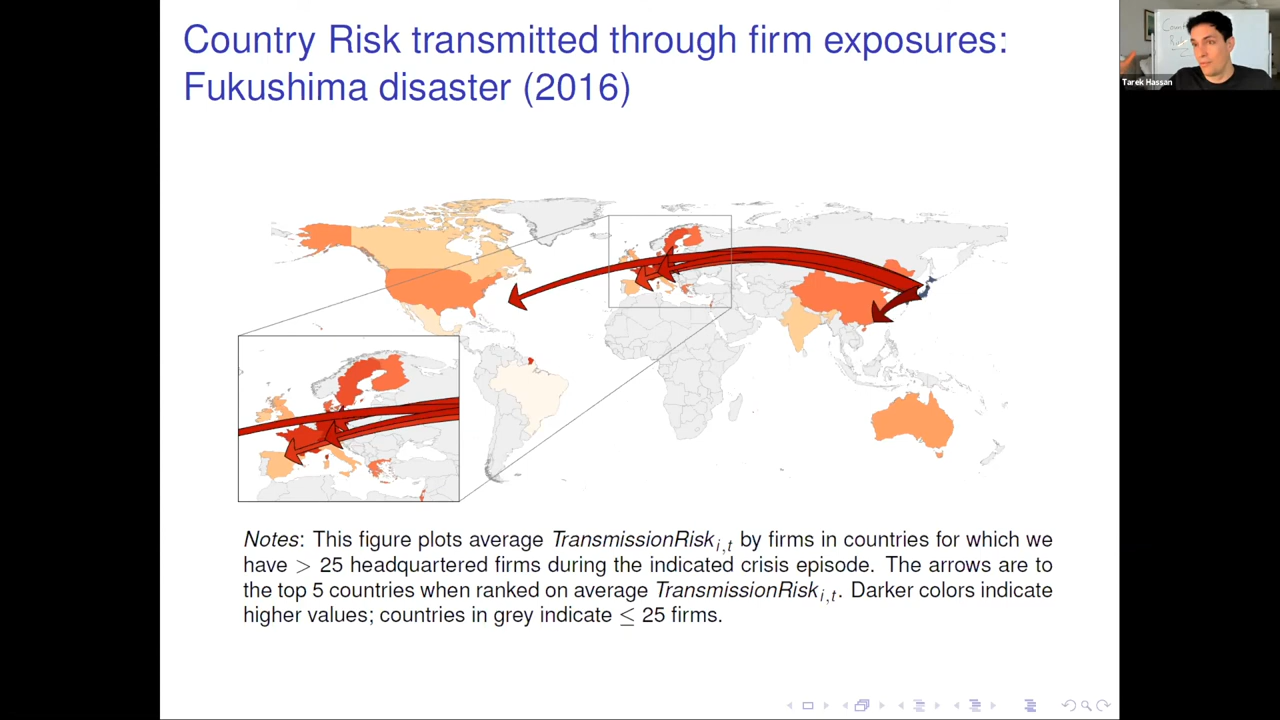 Country Risk transmitted through firm exposures:
Fukushima disaster (2016)
Tarek Hassan
Notes: This figure plots average TransmissionRisk i,t by firms in countries for which we
have > 25 headquartered firms during the indicated crisis episode. The arrows are to
the top 5 countries when ranked on average TransmissionRisk i,t. Darker colors indicate
higher values; countries in grey indicate ≤ 25 firms.